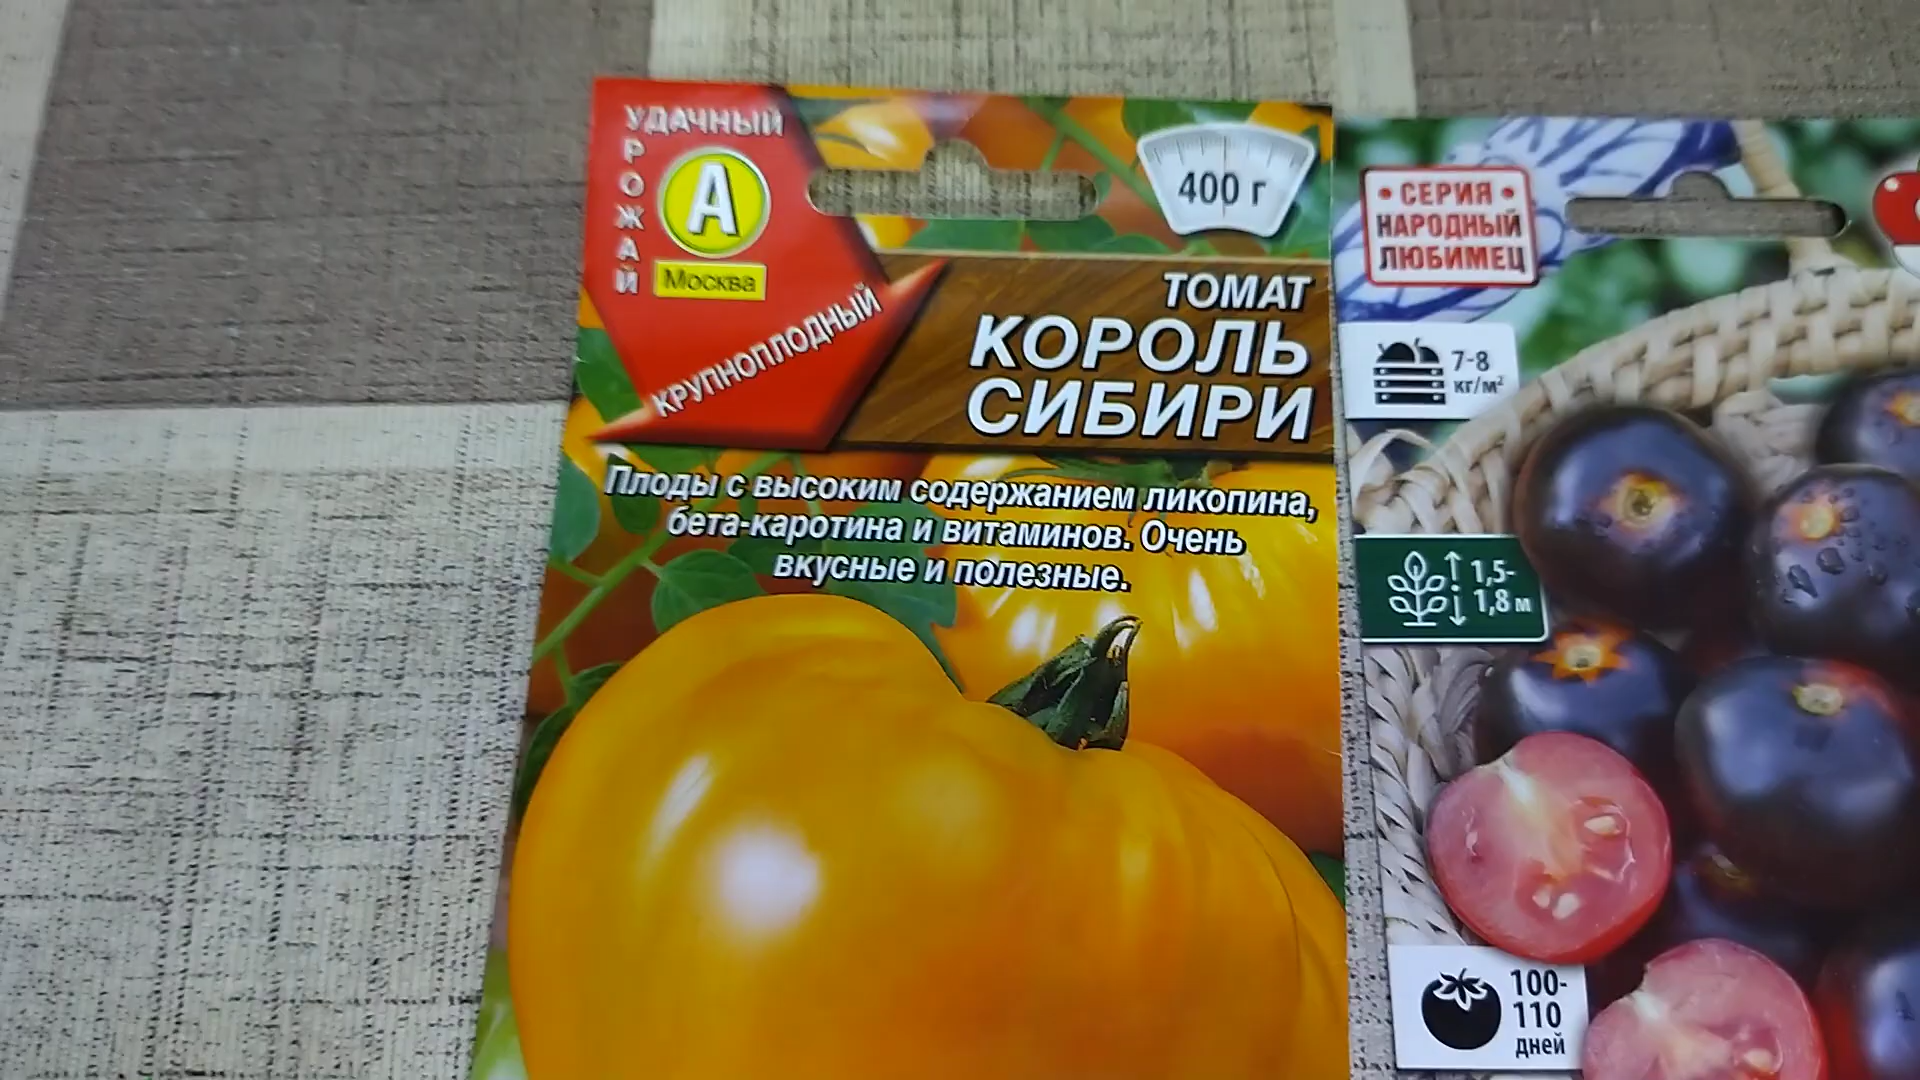 УДАЧНЫЙ
УРОЖАЙ
А
Москва
КРУПНОПЛОДНЫЙ
400 г
ТОМАТ
КОРОЛЬ
СИБИРИ
Плоды с высоким содержанием ликопина,
бета-каротина и витаминов. Очень
вкусные и полезные.
• СЕРИЯ •
НАРОДНЫЙ
ЛЮБИМЕЦ
7-8
кг/м²
1,5-
1,8 м
100-
110
дней